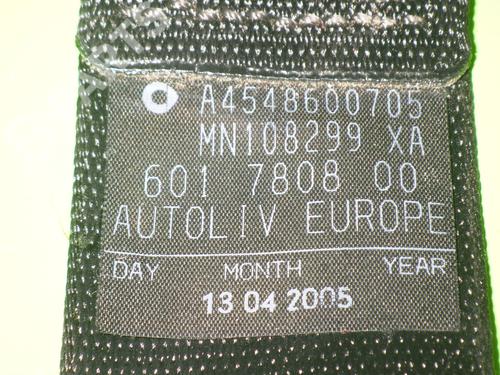 A4548600705
MN108299 XA
601 7808 00
AUTOLIV EUROPE
DAY MONTH YEAR
13 04 2005